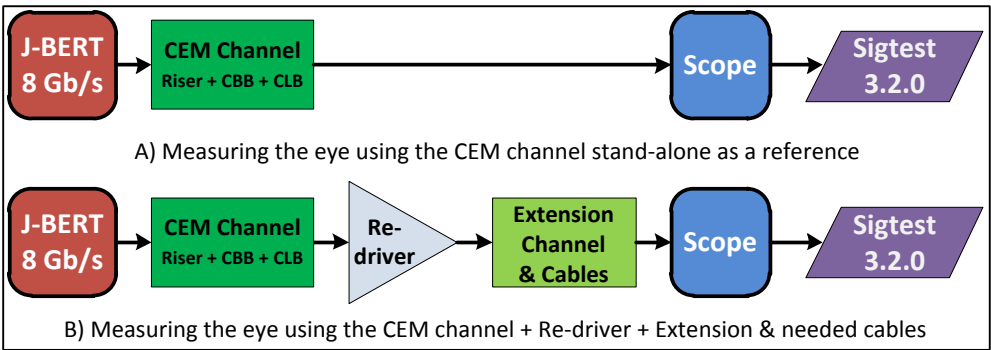 J-BERT
8 Gb/s
CEM Channel
Riser + CBB + CLB
Scope
Sigtest
3.2.0
A) Measuring the eye using the CEM channel stand-alone as a reference
J-BERT
8 Gb/s
CEM Channel
Riser + CBB + CLB
Re-
driver
Extension
Channel
& Cables
Scope
Sigtest
3.2.0
B) Measuring the eye using the CEM channel + Re-driver + Extension & needed cables